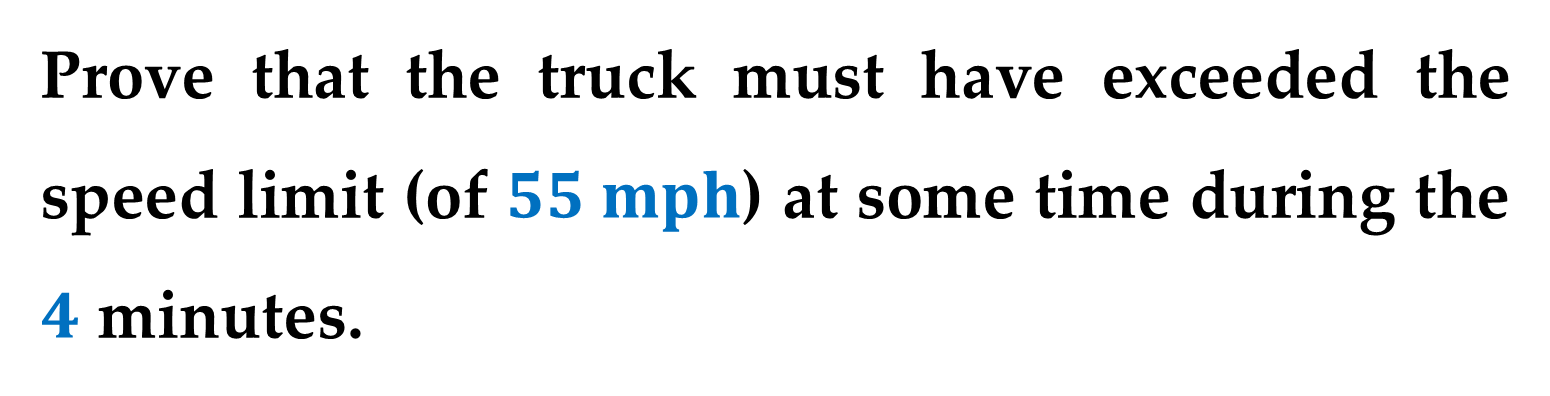 Prove that the truck must have exceeded the
speed limit (of 55 mph) at some time during the
4 minutes.